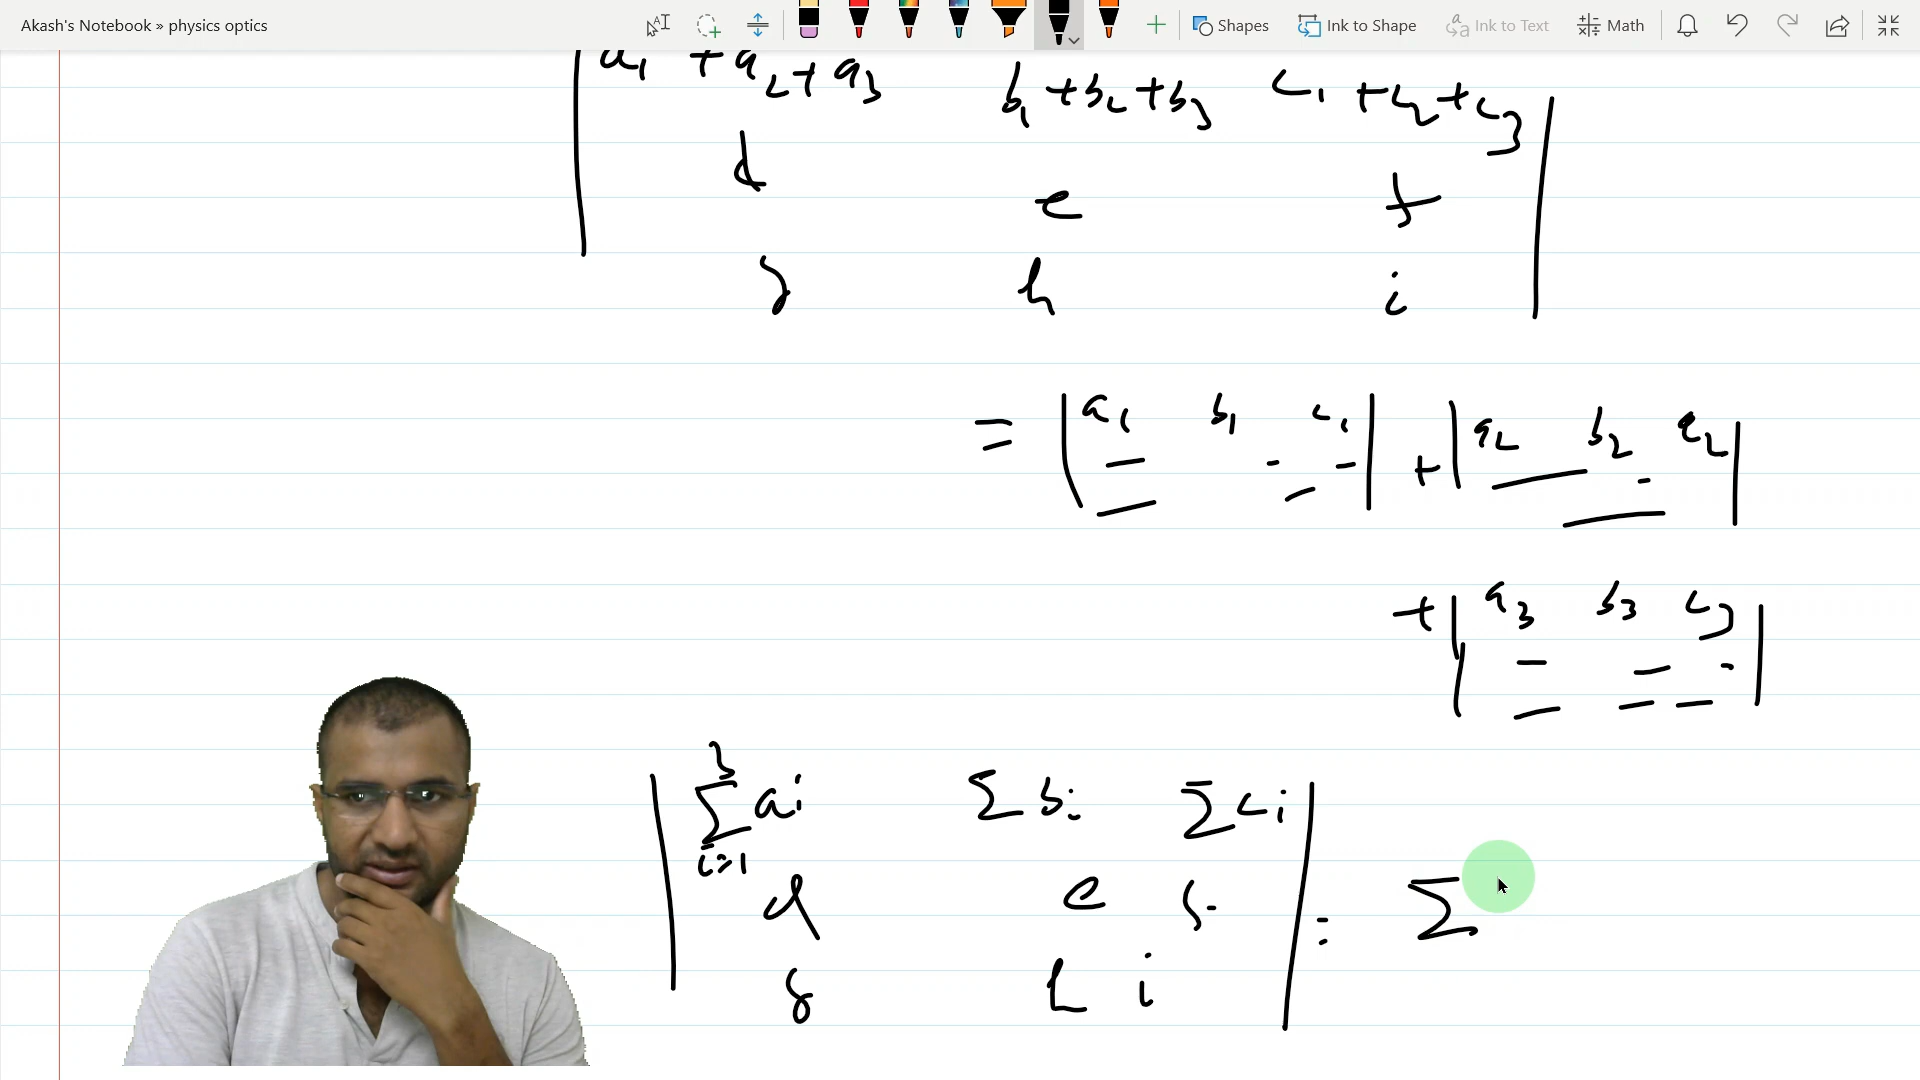 Akash's Notebook » physics optics
Shapes
Ink to Shape
Ink to Text
Math
a₁ + a₂ + a₃ b₁ + b₂ + b₃ c₁ + c₂ + c₃
d e f
g h i
= | a₁ b₁ c₁ | + | a₂ b₂ c₂ |
+ | a₃ b₃ c₃ |
3
∑ ai ∑ bi ∑ ci
i=1
d e f = ∑
g h i